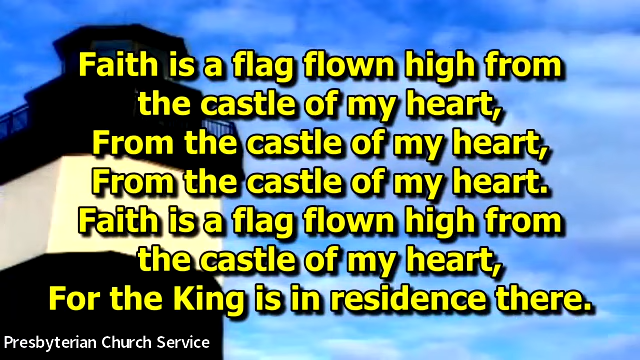 Faith is a flag flown high from
the castle of my heart,
From the castle of my heart,
From the castle of my heart.
Faith is a flag flown high from
the castle of my heart,
For the King is in residence there.
Presbyterian Church Service